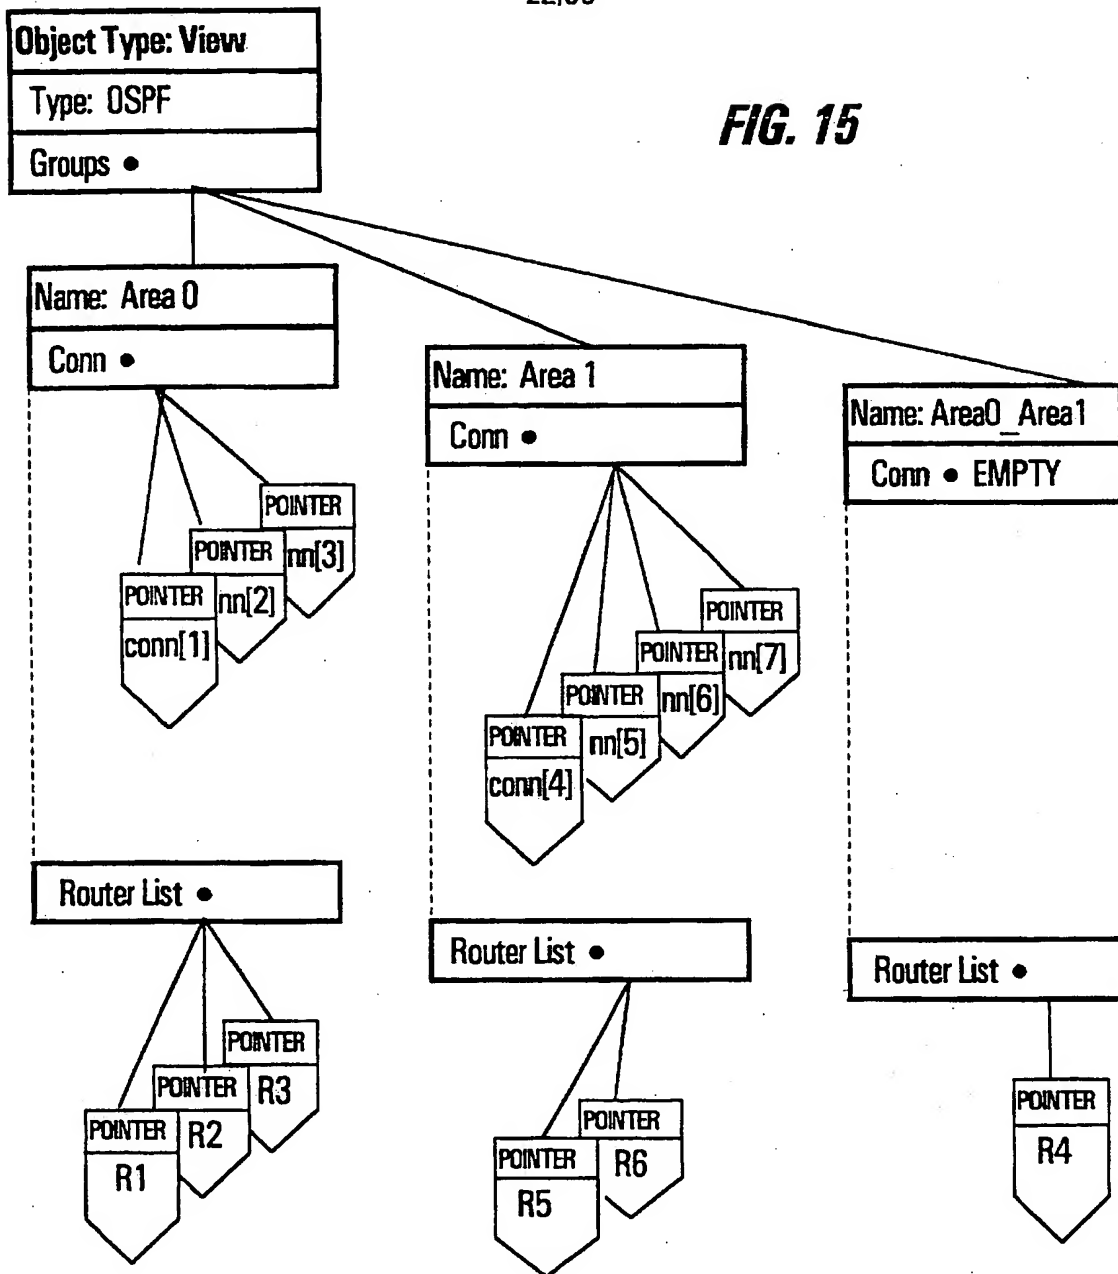 Object Type: View
Type: OSPF
Groups •
FIG. 15
Name: Area 0
Conn •
Name: Area 1
Conn •
Name: Area0_Area1
Conn • EMPTY
POINTER
nn[3]
POINTER
nn[2]
POINTER
conn[1]
POINTER
nn[7]
POINTER
nn[6]
POINTER
nn[5]
POINTER
conn[4]
Router List •
Router List •
Router List •
POINTER
R3
POINTER
R2
POINTER
R1
POINTER
R6
POINTER
R5
POINTER
R4